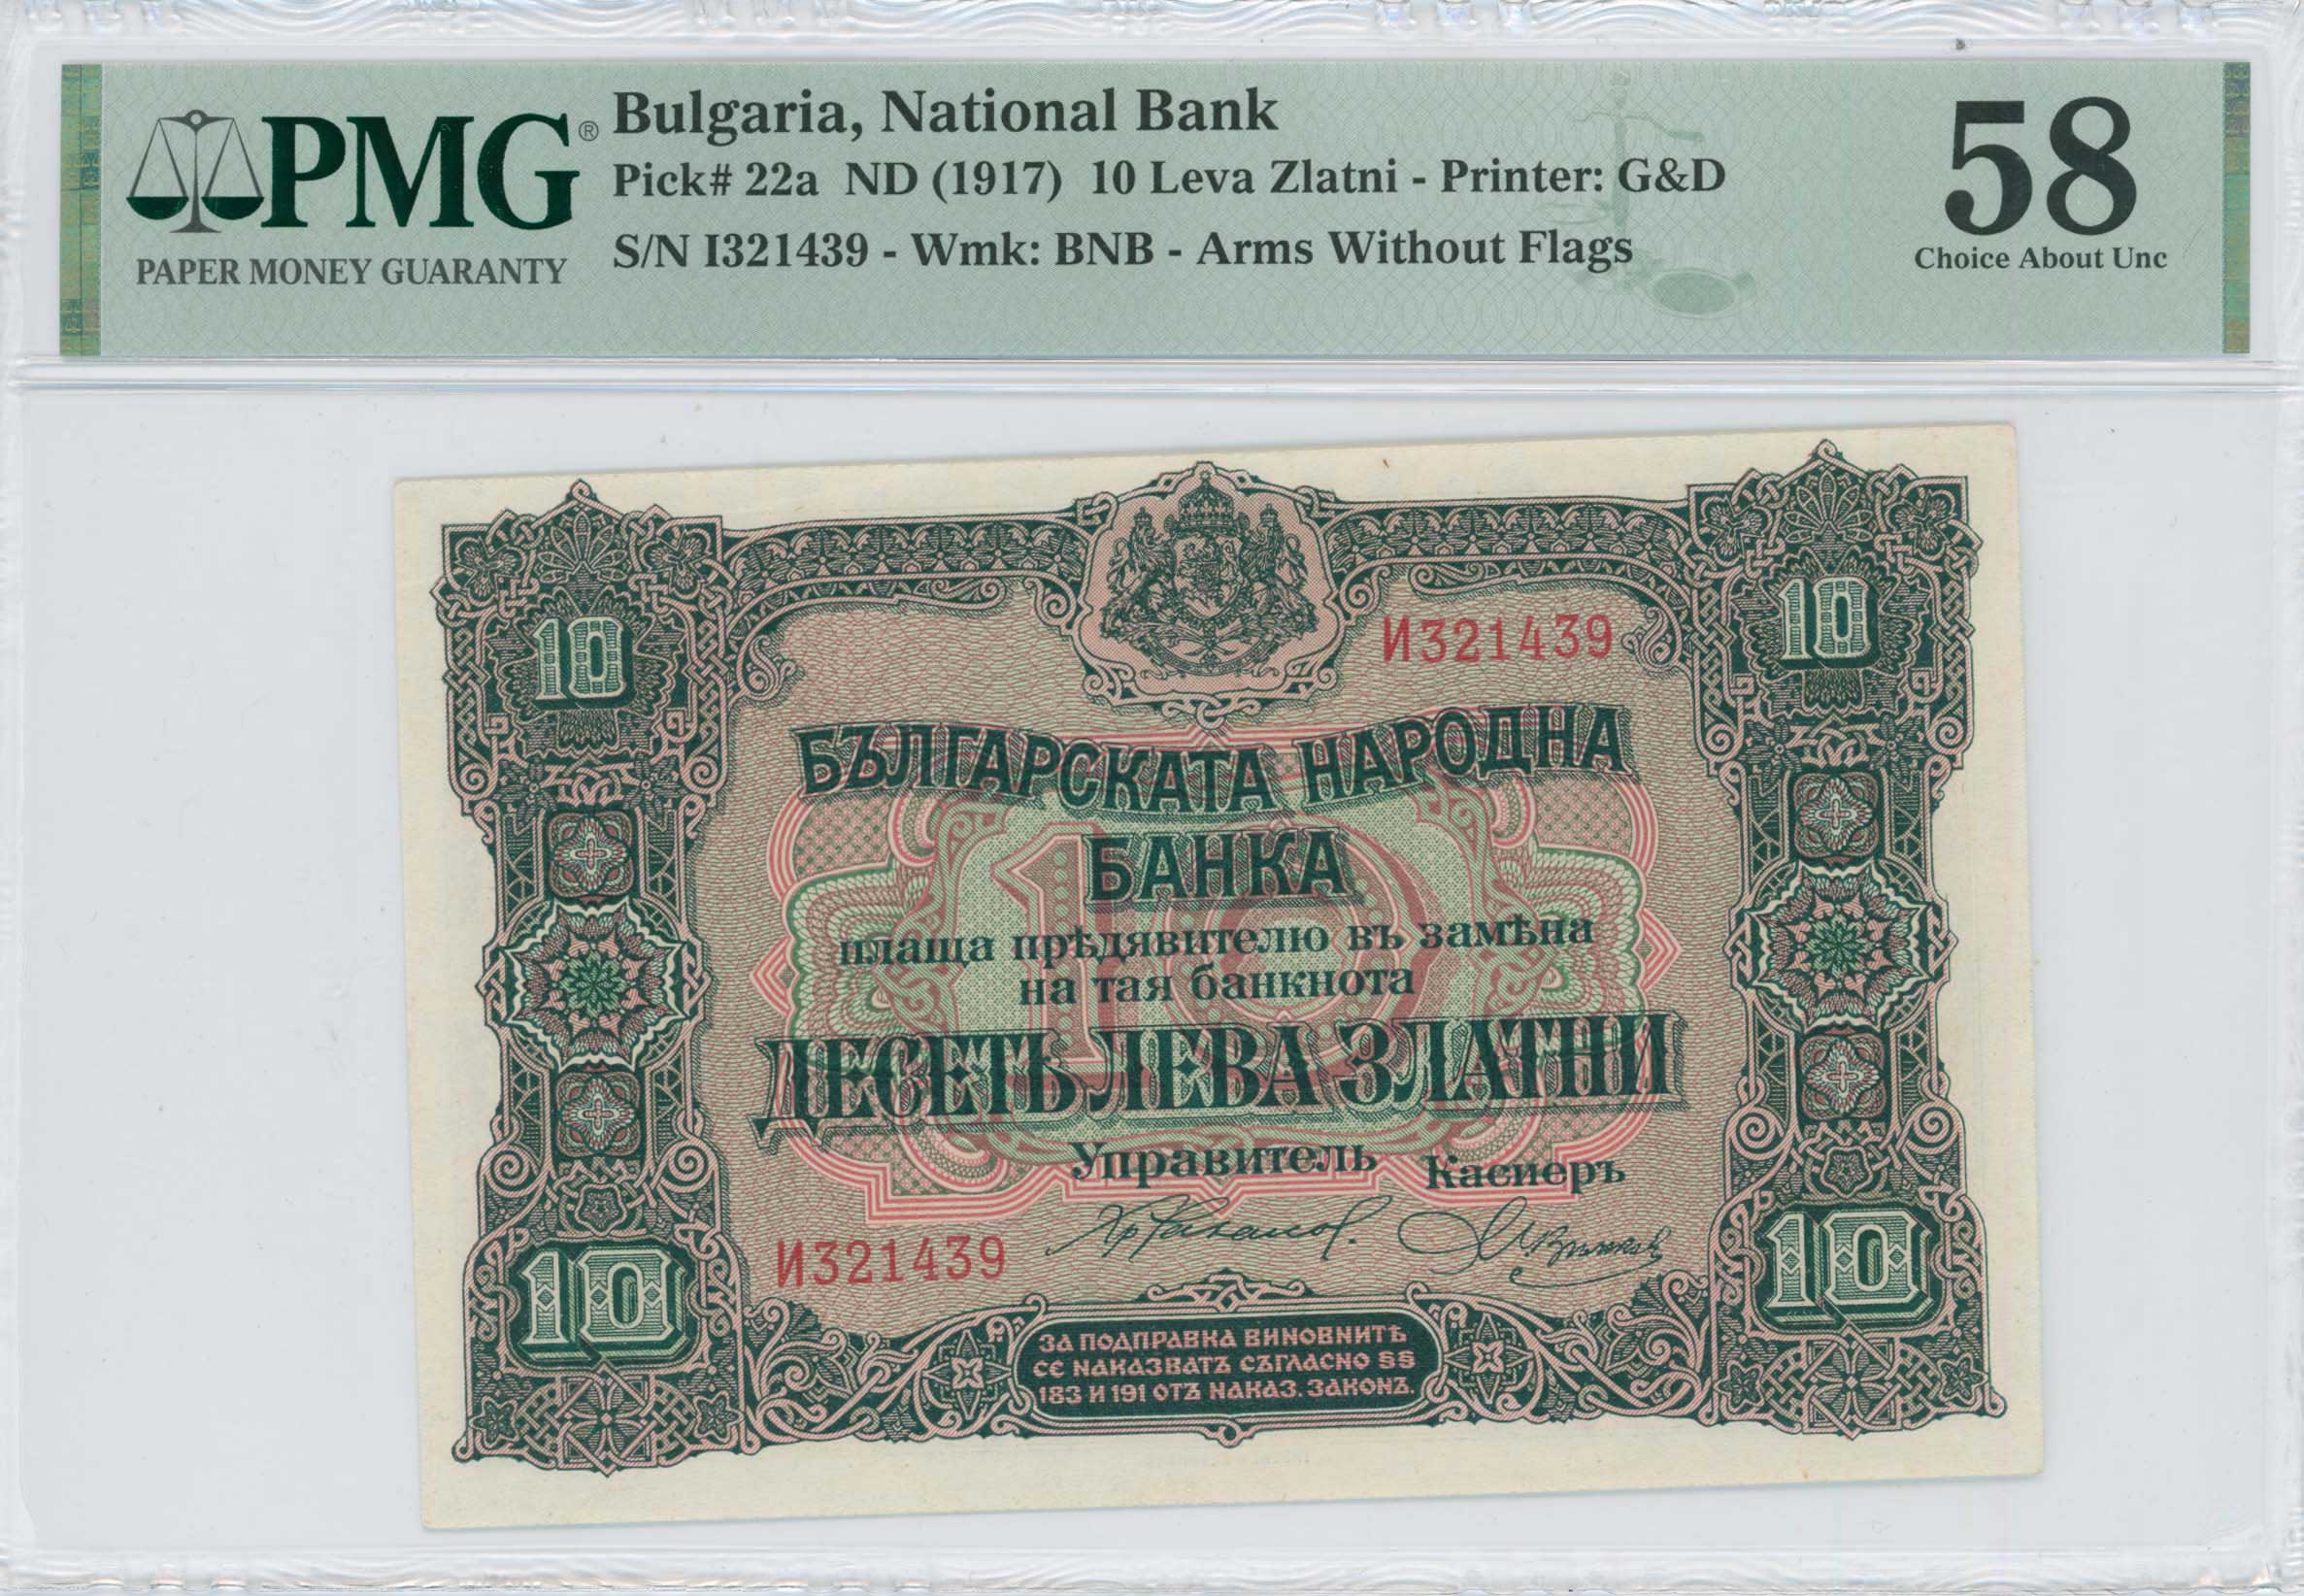 PMG®
PAPER MONEY GUARANTY
Bulgaria, National Bank
Pick# 22a ND (1917) 10 Leva Zlatni - Printer: G&D
S/N I321439 - Wmk: BNB - Arms Without Flags
58
Choice About Unc
10
10
И321439
БЪЛГАРСКАТА НАРОДНА
БАНКА
плаща прѣдявителю въ замѣна
на тая банкнота
10
ДЕСЕТЬ ЛЕВА ЗЛАТНИ
Управитель Касиеръ
И321439
10
10
ЗА ПОДПРАВКА ВИНОВНИТѢ
СЕ НАКАЗВАТЪ СЪГЛАСНО §§
183 И 191 ОТЪ НАКАЗ. ЗАКОНЪ.